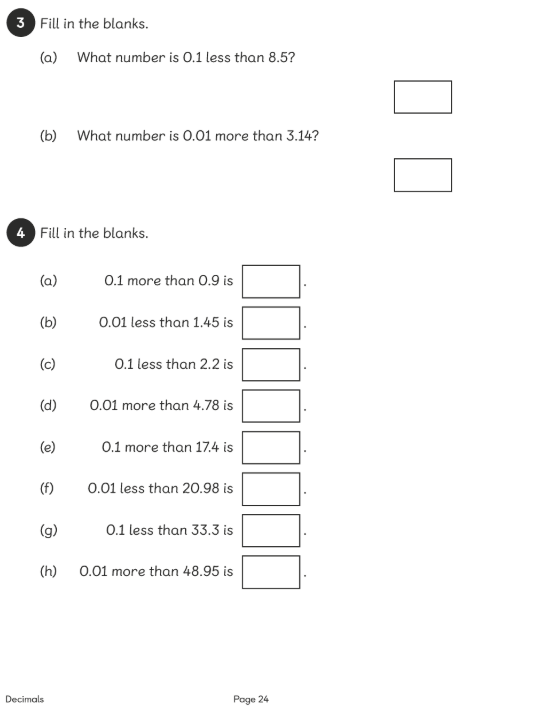 3 Fill in the blanks.
(a) What number is 0.1 less than 8.5?
(b) What number is 0.01 more than 3.14?
4 Fill in the blanks.
(a) 0.1 more than 0.9 is .
(b) 0.01 less than 1.45 is .
(c) 0.1 less than 2.2 is .
(d) 0.01 more than 4.78 is .
(e) 0.1 more than 17.4 is .
(f) 0.01 less than 20.98 is .
(g) 0.1 less than 33.3 is .
(h) 0.01 more than 48.95 is .
Decimals Page 24